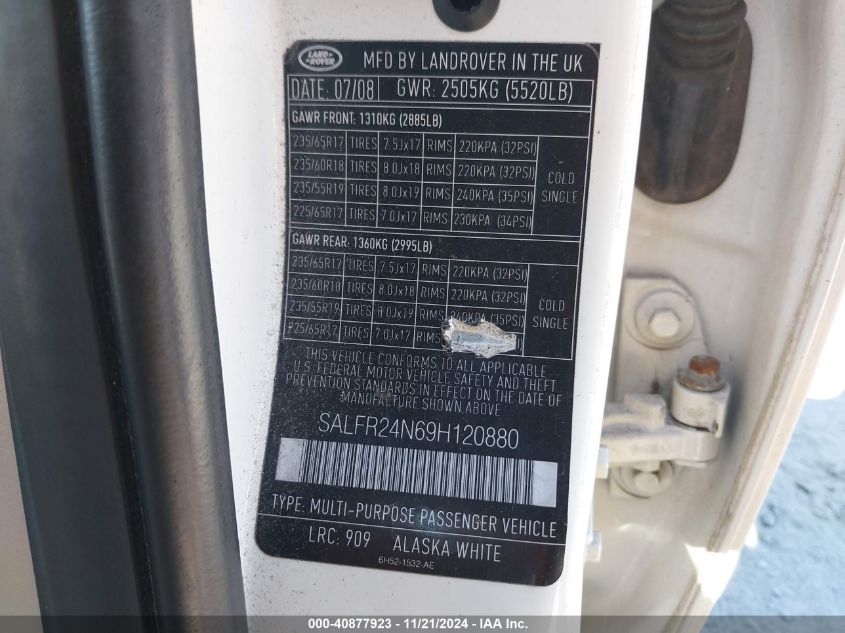 LAND ROVER
MFD BY LANDROVER IN THE UK
DATE: 07/08 GWR: 2505KG (5520LB)
GAWR FRONT: 1310KG (2885LB)
235/65R17 TIRES 7.5Jx17 RIMS 220KPA (32PSI)
235/60R18 TIRES 8.0Jx18 RIMS 220KPA (32PSI)
235/55R19 TIRES 8.0Jx19 RIMS 240KPA (35PSI)
225/65R17 TIRES 7.0Jx17 RIMS 230KPA (34PSI)
COLD
SINGLE
GAWR REAR: 1360KG (2995LB)
235/65R17 TIRES 7.5Jx17 RIMS 220KPA (32PSI)
235/60R18 TIRES 8.0Jx18 RIMS 220KPA (32PSI)
235/55R19 TIRES 8.0Jx19 RIMS 240KPA (35PSI)
225/65R17 TIRES 7.0Jx17 RIMS
COLD
SINGLE
THIS VEHICLE CONFORMS TO ALL APPLICABLE
U.S. FEDERAL MOTOR VEHICLE SAFETY AND THEFT
PREVENTION STANDARDS IN EFFECT ON THE DATE OF
MANUFACTURE SHOWN ABOVE
SALFR24N69H120880
TYPE: MULTI-PURPOSE PASSENGER VEHICLE
LRC: 909 ALASKA WHITE
6H52-1532-AE
000-40877923 - 11/21/2024 - IAA Inc.